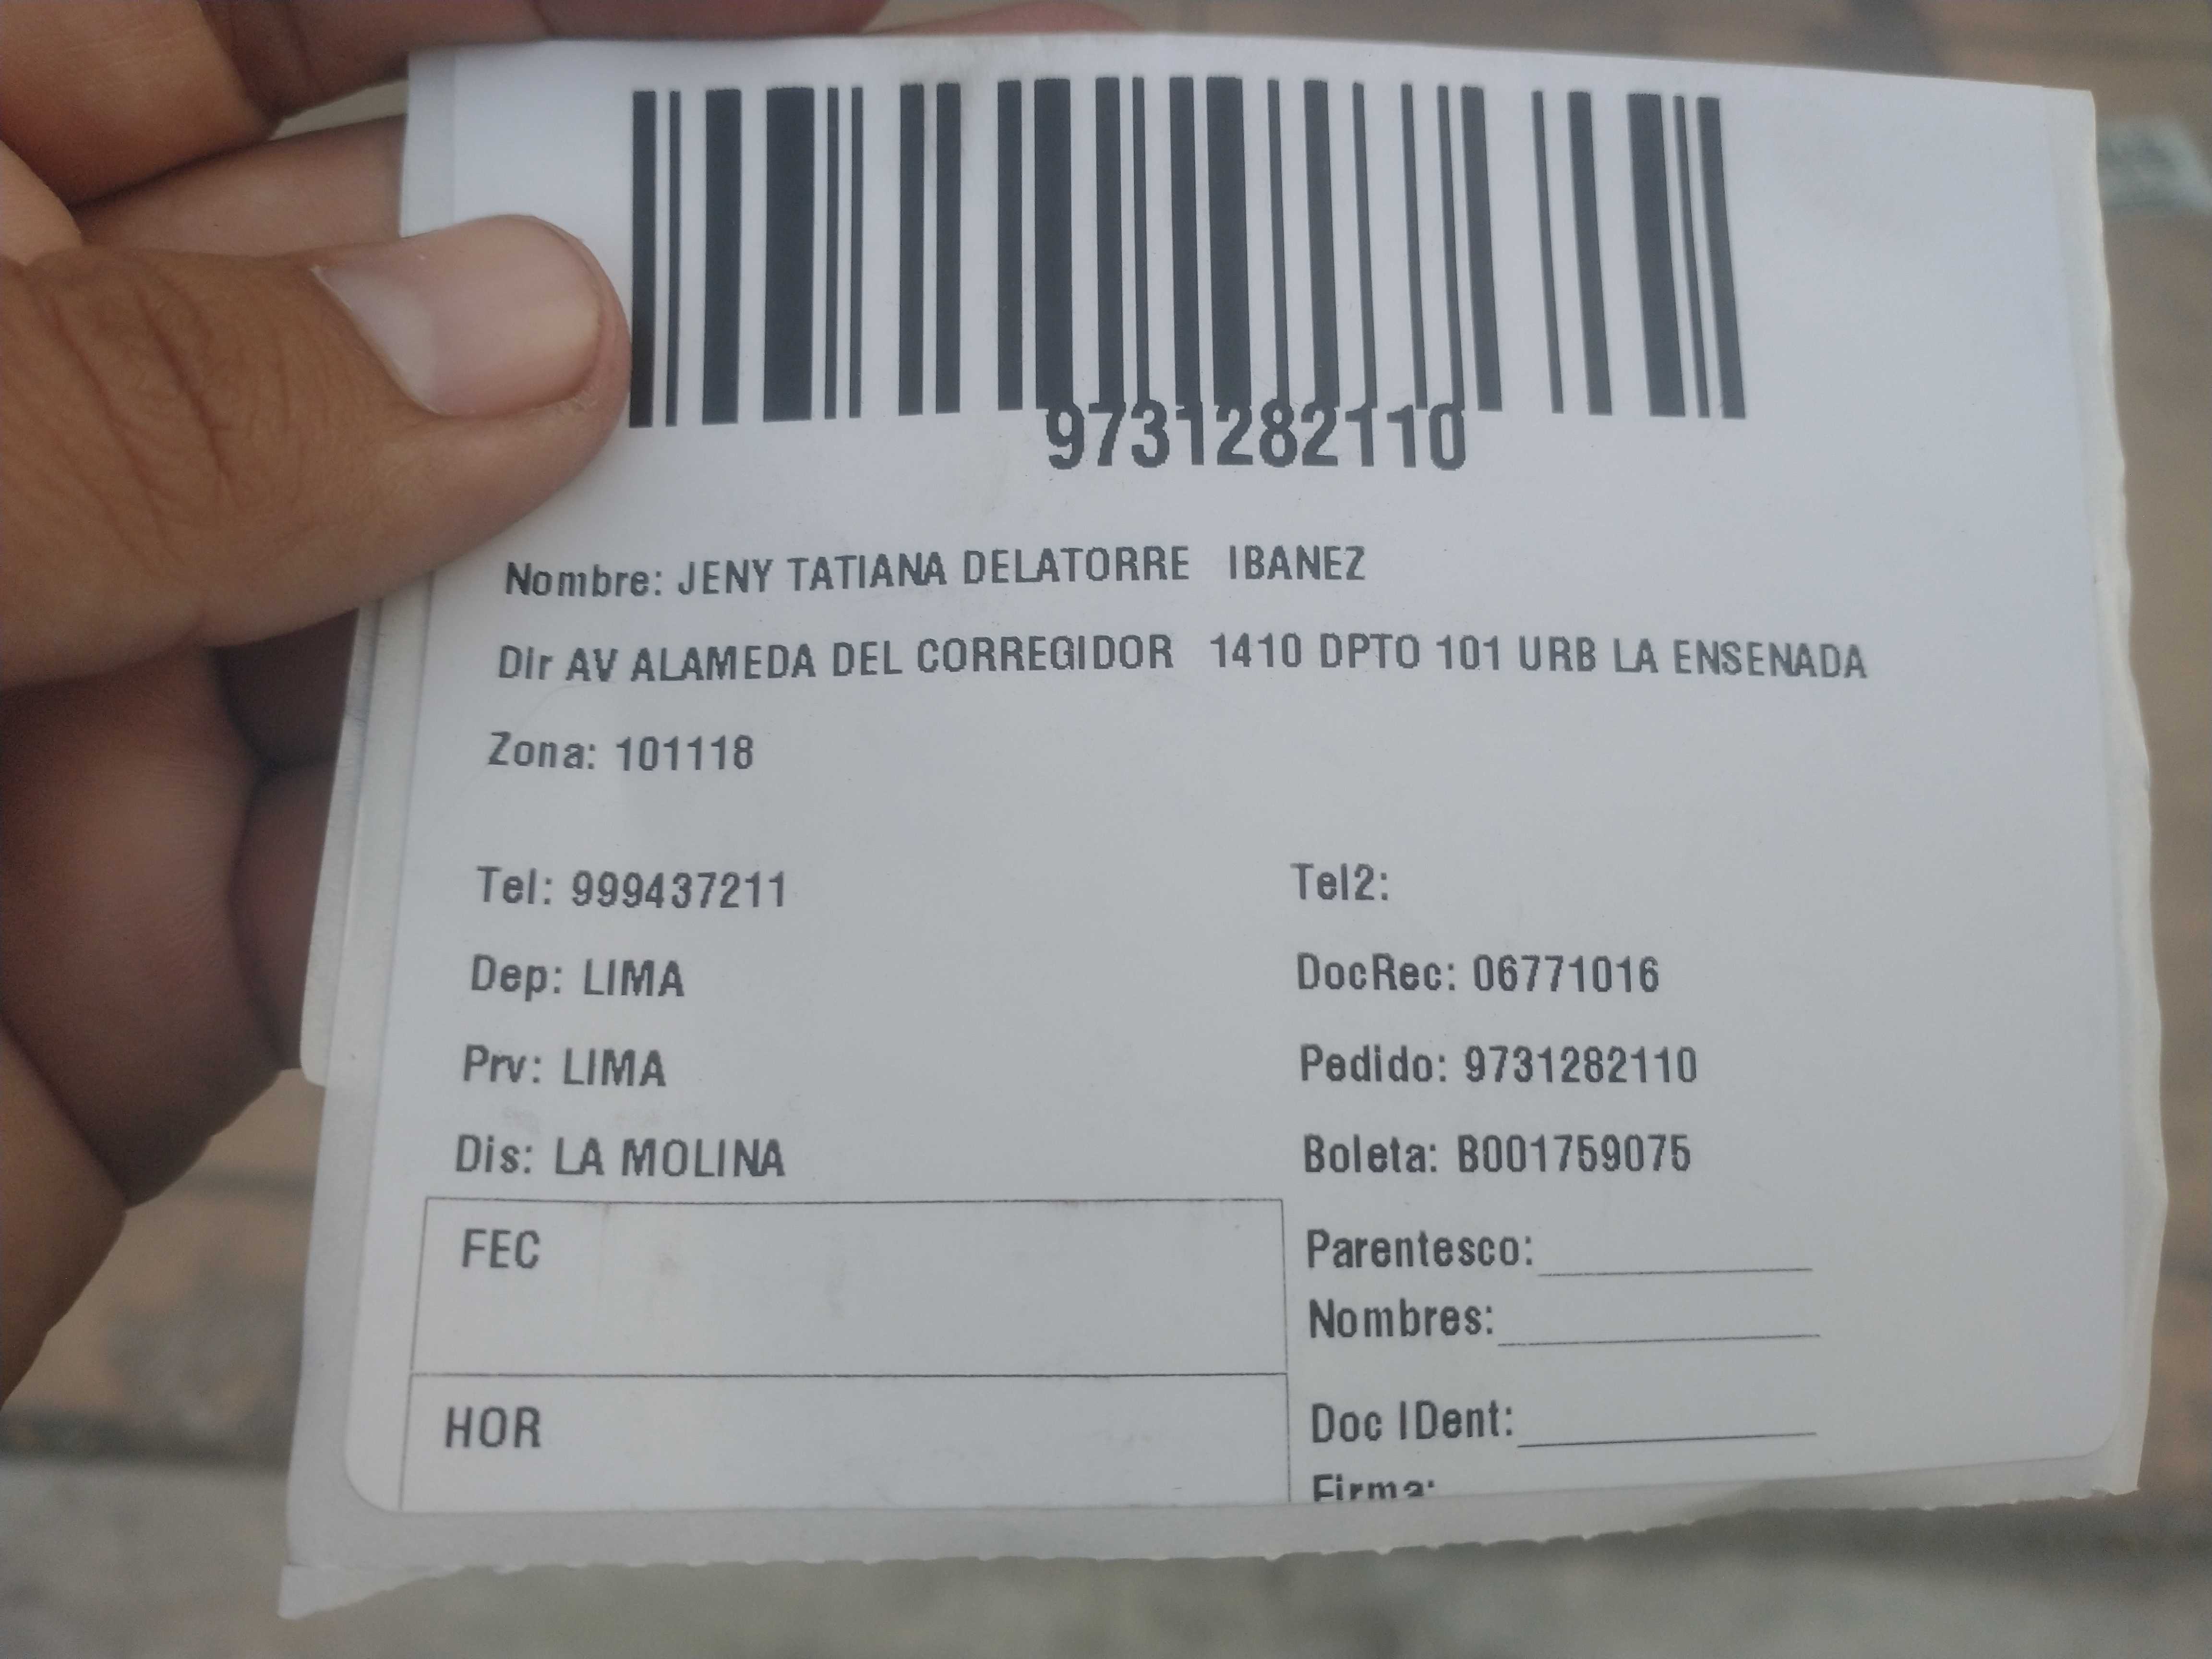 9731282110
Nombre: JENY TATIANA DELATORRE IBANEZ
Dir AV ALAMEDA DEL CORREGIDOR 1410 DPTO 101 URB LA ENSENADA
Zona: 101118
Tel: 999437211 Tel2:
Dep: LIMA DocRec: 06771016
Prv: LIMA Pedido: 9731282110
Dis: LA MOLINA Boleta: B001759075
FEC Parentesco:
Nombres:
HOR Doc IDent:
Firma: